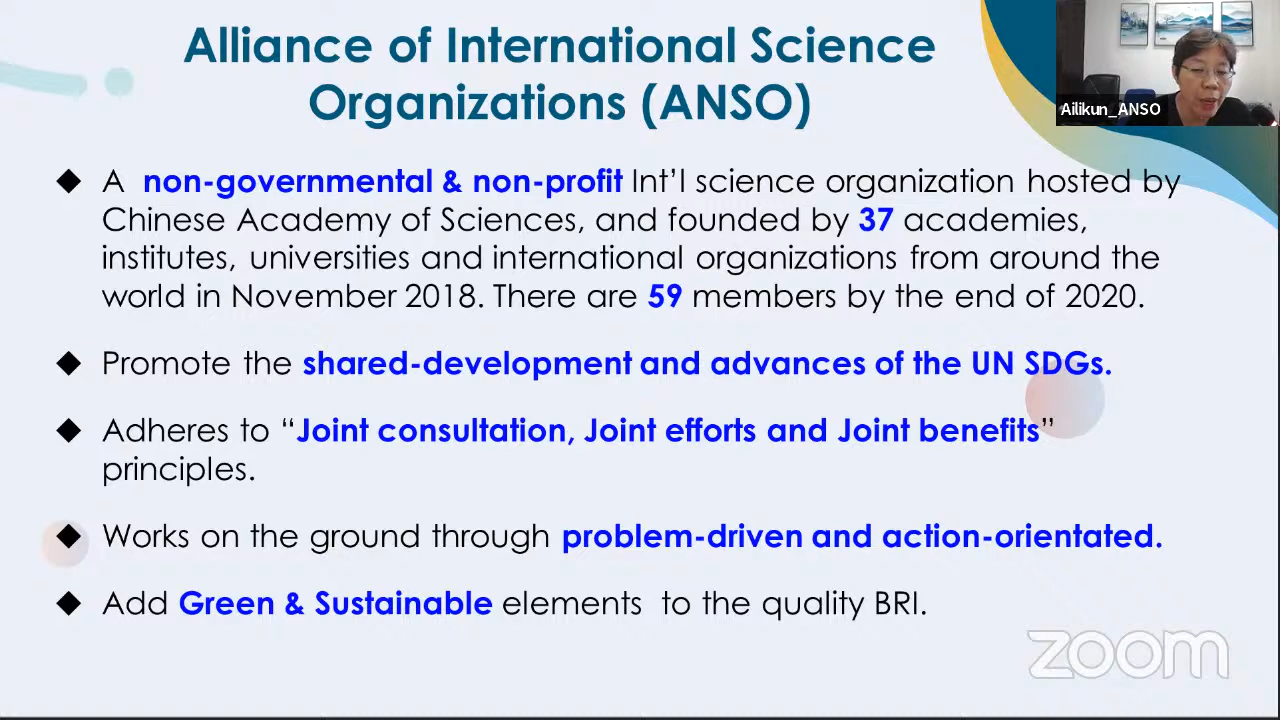 Alliance of International Science
Organizations (ANSO)
Ailikun_ANSO
◆ A non-governmental & non-profit Int’l science organization hosted by
Chinese Academy of Sciences, and founded by 37 academies,
institutes, universities and international organizations from around the
world in November 2018. There are 59 members by the end of 2020.
◆ Promote the shared-development and advances of the UN SDGs.
◆ Adheres to “Joint consultation, Joint efforts and Joint benefits”
principles.
◆ Works on the ground through problem-driven and action-orientated.
◆ Add Green & Sustainable elements to the quality BRI.
zoom